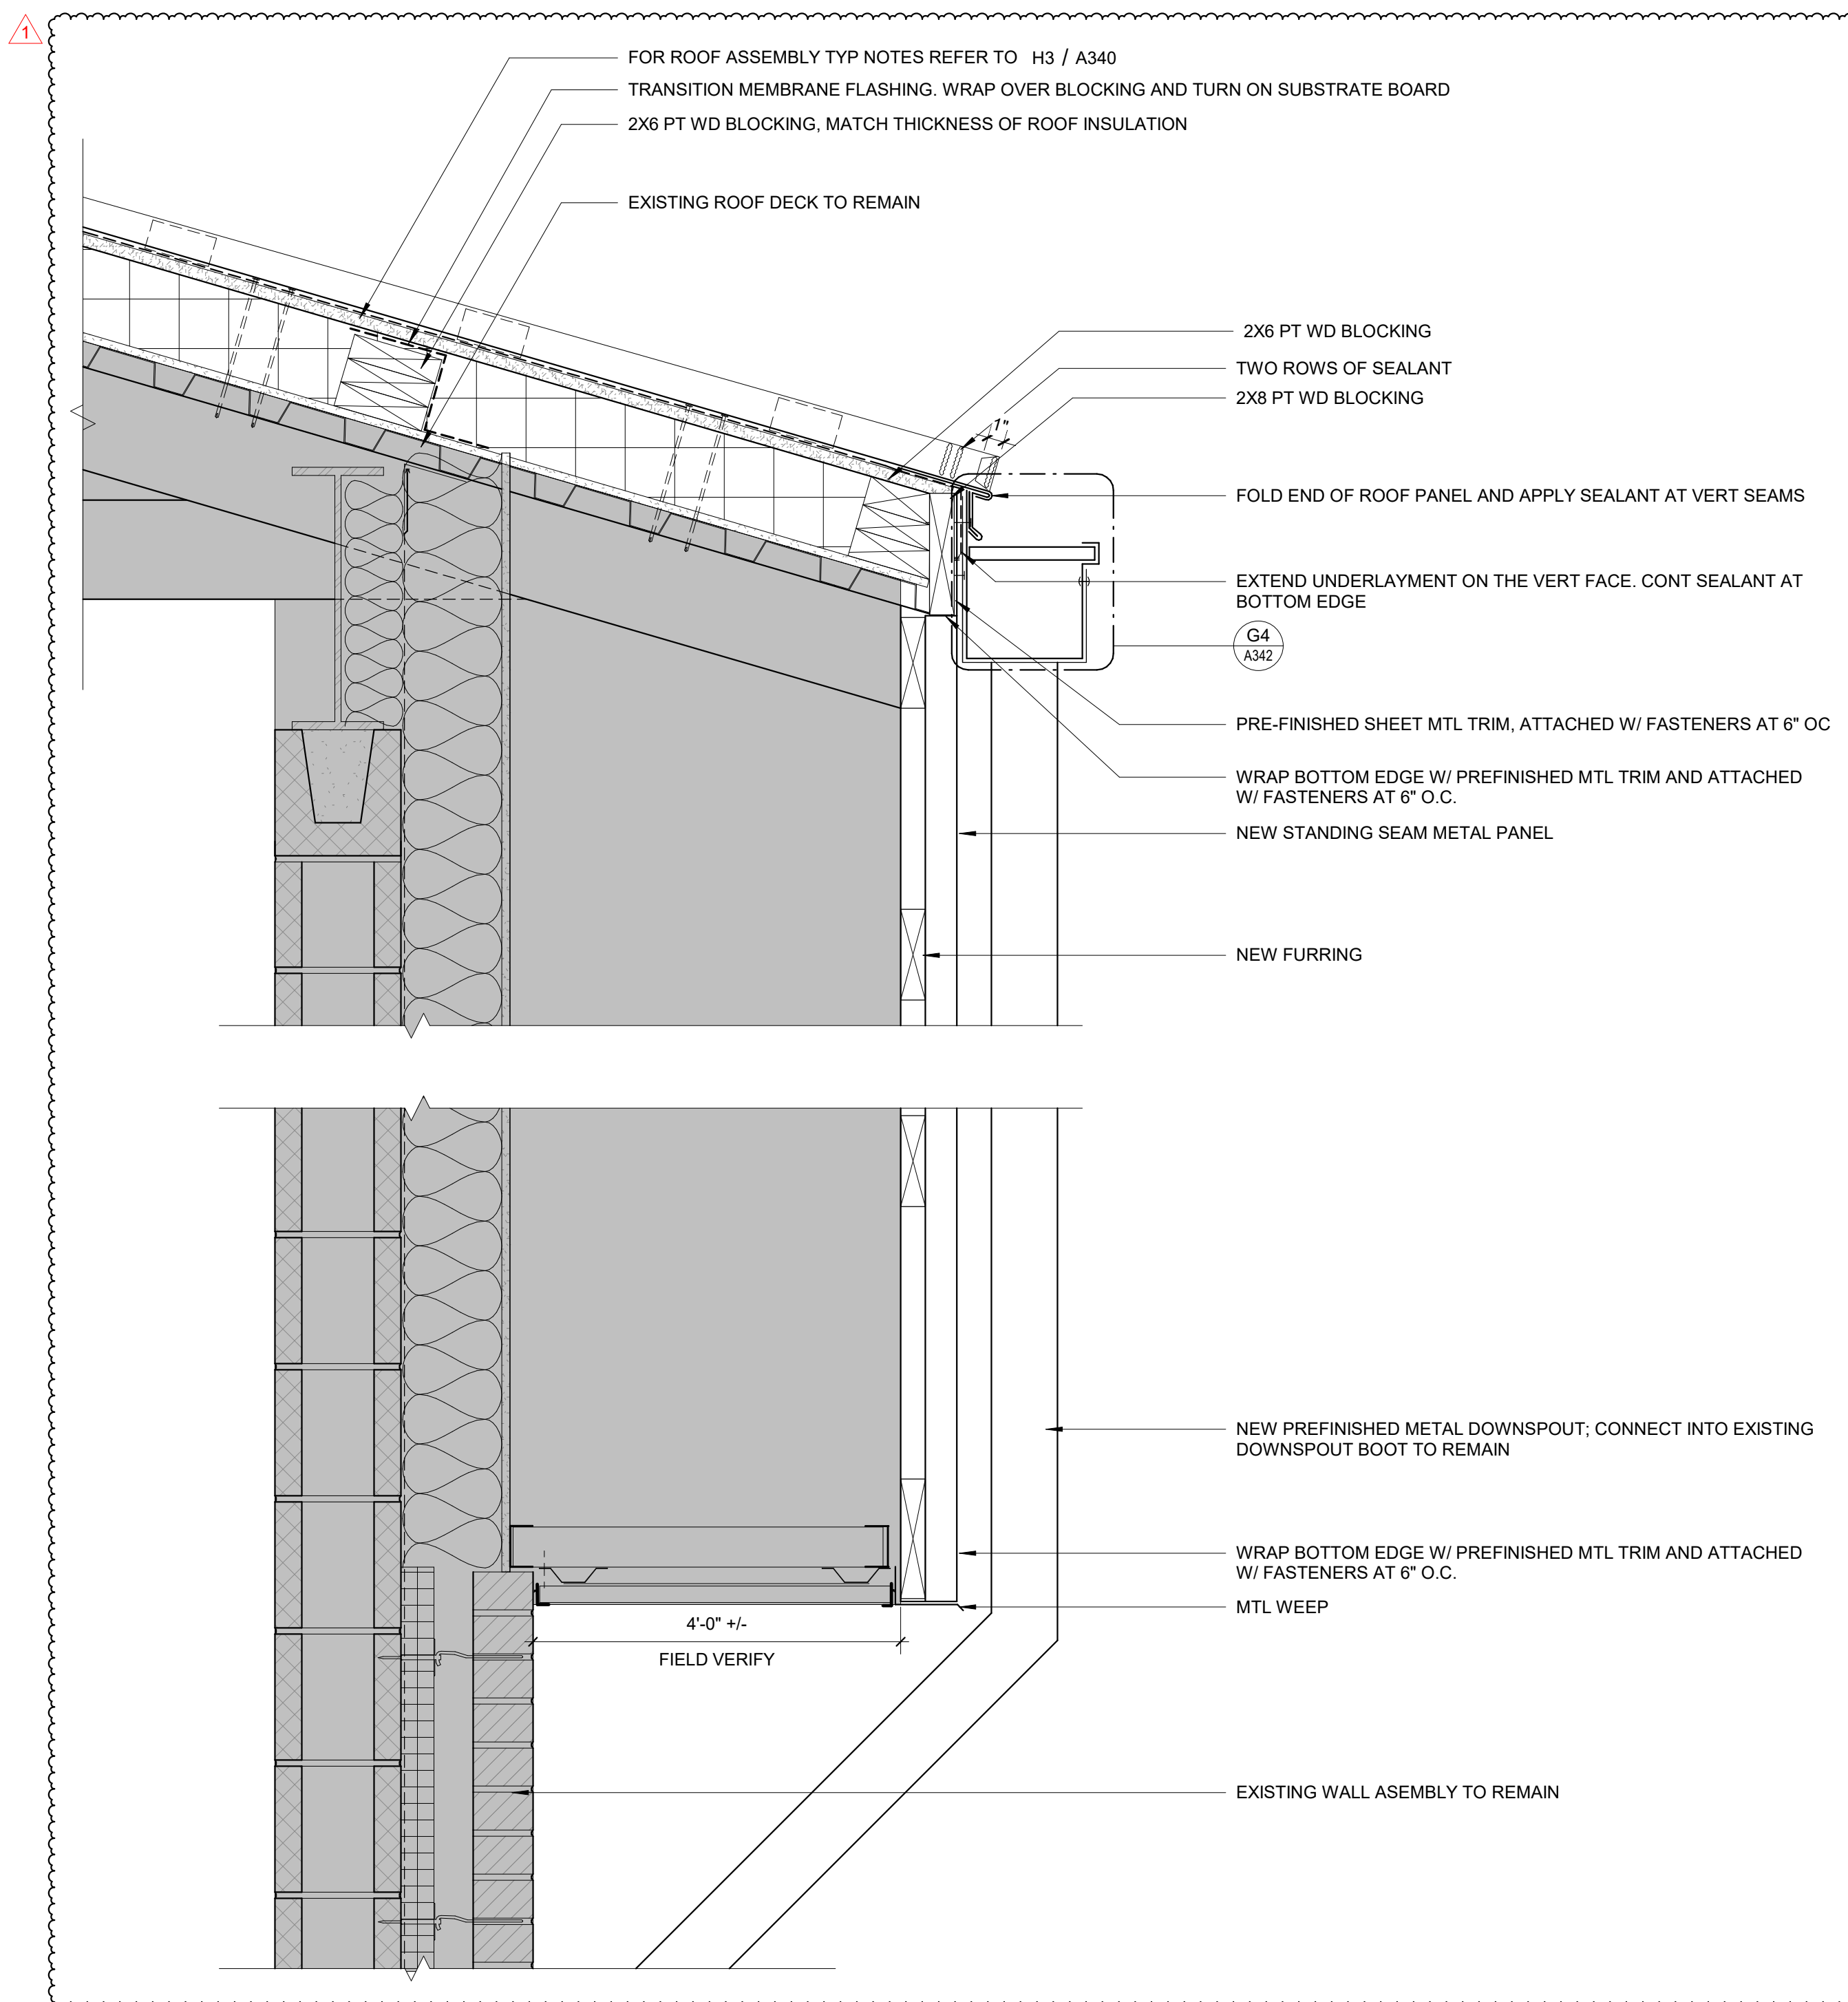 1
FOR ROOF ASSEMBLY TYP NOTES REFER TO H3 / A340
TRANSITION MEMBRANE FLASHING. WRAP OVER BLOCKING AND TURN ON SUBSTRATE BOARD
2X6 PT WD BLOCKING, MATCH THICKNESS OF ROOF INSULATION
EXISTING ROOF DECK TO REMAIN
2X6 PT WD BLOCKING
TWO ROWS OF SEALANT
2X8 PT WD BLOCKING
1"
FOLD END OF ROOF PANEL AND APPLY SEALANT AT VERT SEAMS
EXTEND UNDERLAYMENT ON THE VERT FACE. CONT SEALANT AT
BOTTOM EDGE
G4
A342
PRE-FINISHED SHEET MTL TRIM, ATTACHED W/ FASTENERS AT 6" OC
WRAP BOTTOM EDGE W/ PREFINISHED MTL TRIM AND ATTACHED
W/ FASTENERS AT 6" O.C.
NEW STANDING SEAM METAL PANEL
NEW FURRING
NEW PREFINISHED METAL DOWNSPOUT; CONNECT INTO EXISTING
DOWNSPOUT BOOT TO REMAIN
WRAP BOTTOM EDGE W/ PREFINISHED MTL TRIM AND ATTACHED
W/ FASTENERS AT 6" O.C.
MTL WEEP
4'-0" +/-
FIELD VERIFY
EXISTING WALL ASEMBLY TO REMAIN